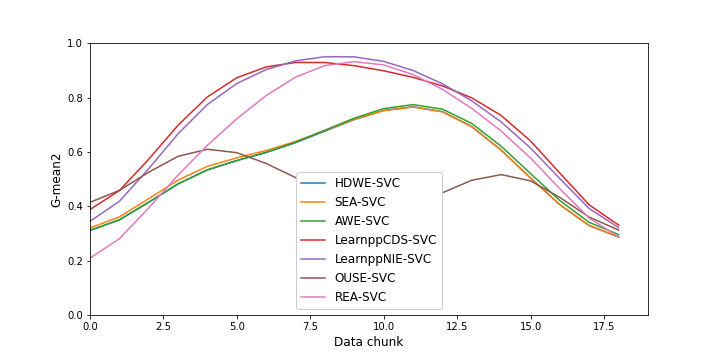 G-mean2
1.0
0.8
0.6
0.4
0.2
0.0
HDWE-SVC
SEA-SVC
AWE-SVC
LearnppCDS-SVC
LearnppNIE-SVC
OUSE-SVC
REA-SVC
0.0 2.5 5.0 7.5 10.0 12.5 15.0 17.5
Data chunk